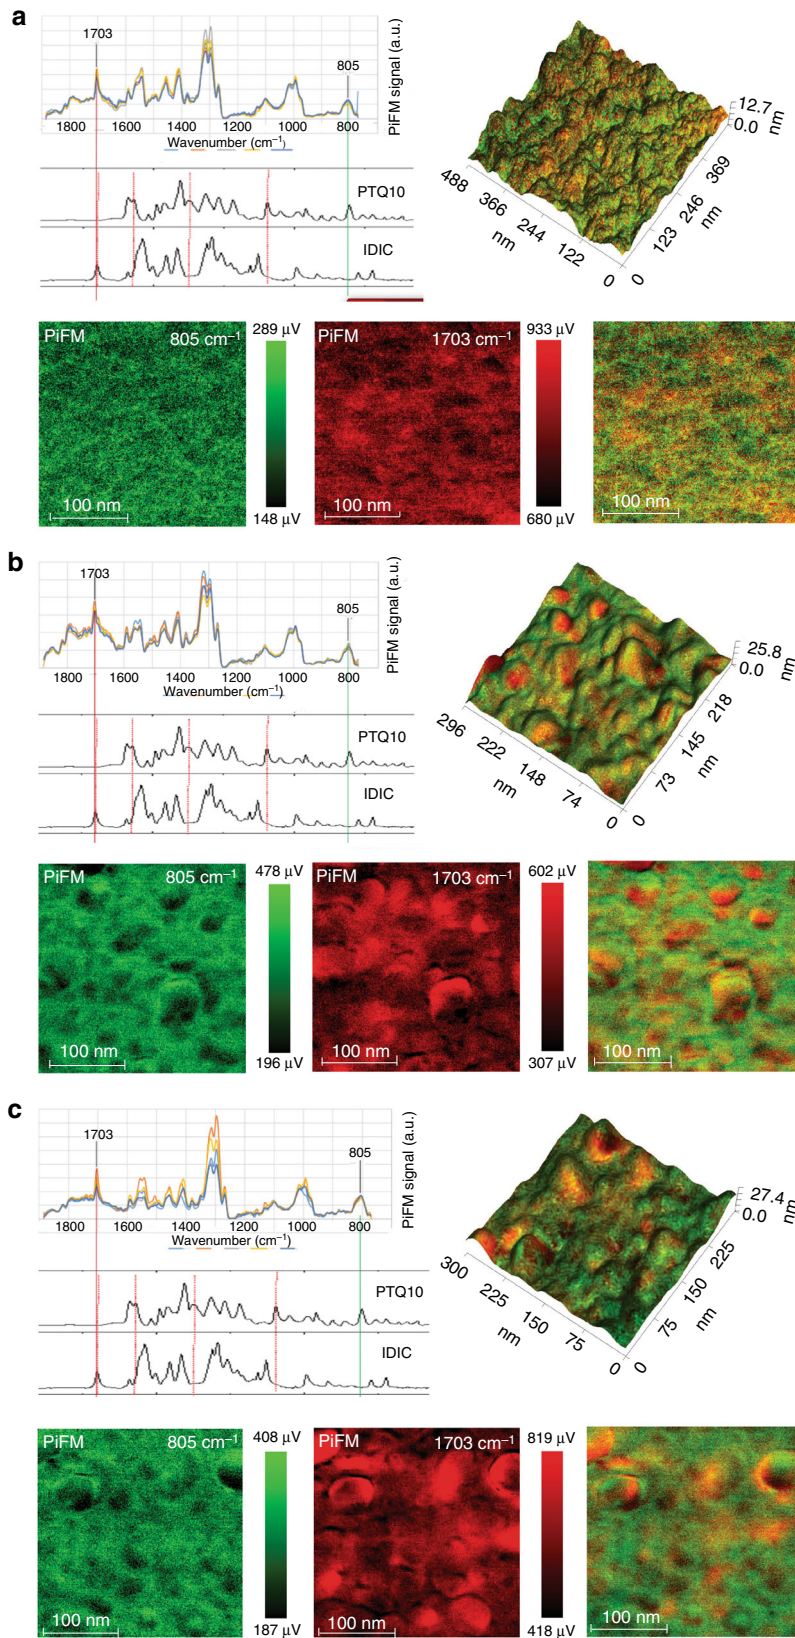 a
1703
805
PiFM signal (a.u.)
1800 1600 1400 1200 1000 800
Wavenumber (cm–1)
PTQ10
IDIC
12.7
0.0
nm
488 366 244 122 0
nm
0 123 246 369
nm
PiFM 805 cm–1
289 μV
148 μV
100 nm
PiFM 1703 cm–1
933 μV
680 μV
100 nm
100 nm
b
1703
805
PiFM signal (a.u.)
1800 1600 1400 1200 1000 800
Wavenumber (cm–1)
PTQ10
IDIC
25.8
0.0
nm
296 222 148 74 0
nm
0 73 145 218
nm
PiFM 805 cm–1
478 μV
196 μV
100 nm
PiFM 1703 cm–1
602 μV
307 μV
100 nm
100 nm
c
1703
805
PiFM signal (a.u.)
1800 1600 1400 1200 1000 800
Wavenumber (cm–1)
PTQ10
IDIC
27.4
0.0
nm
300 225 150 75 0
nm
0 75 150 225
nm
PiFM 805 cm–1
408 μV
187 μV
100 nm
PiFM 1703 cm–1
819 μV
418 μV
100 nm
100 nm